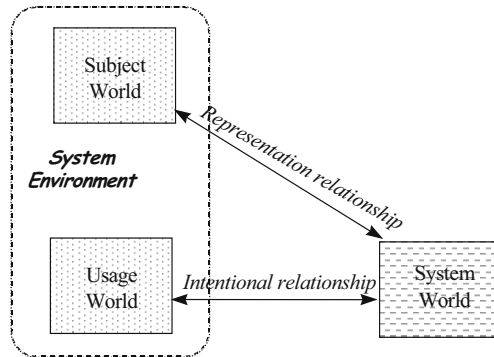 Subject
World
Representation relationship
System
Environment
Usage
World
Intentional relationship
System
World